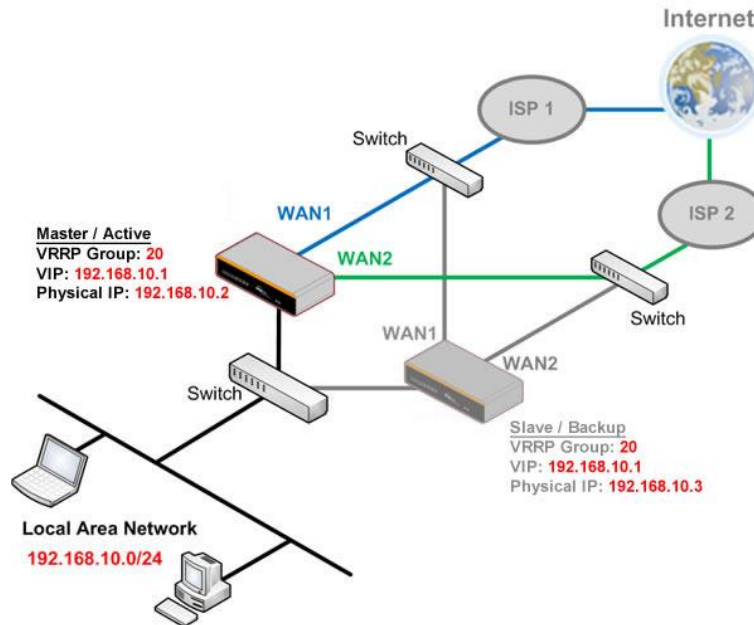 Internet
ISP 1
Switch
WAN1
ISP 2
Master / Active
VRRP Group: 20
VIP: 192.168.10.1
Physical IP: 192.168.10.2
WAN2
Switch
WAN1
WAN2
Switch
Slave / Backup
VRRP Group: 20
VIP: 192.168.10.1
Physical IP: 192.168.10.3
Local Area Network
192.168.10.0/24